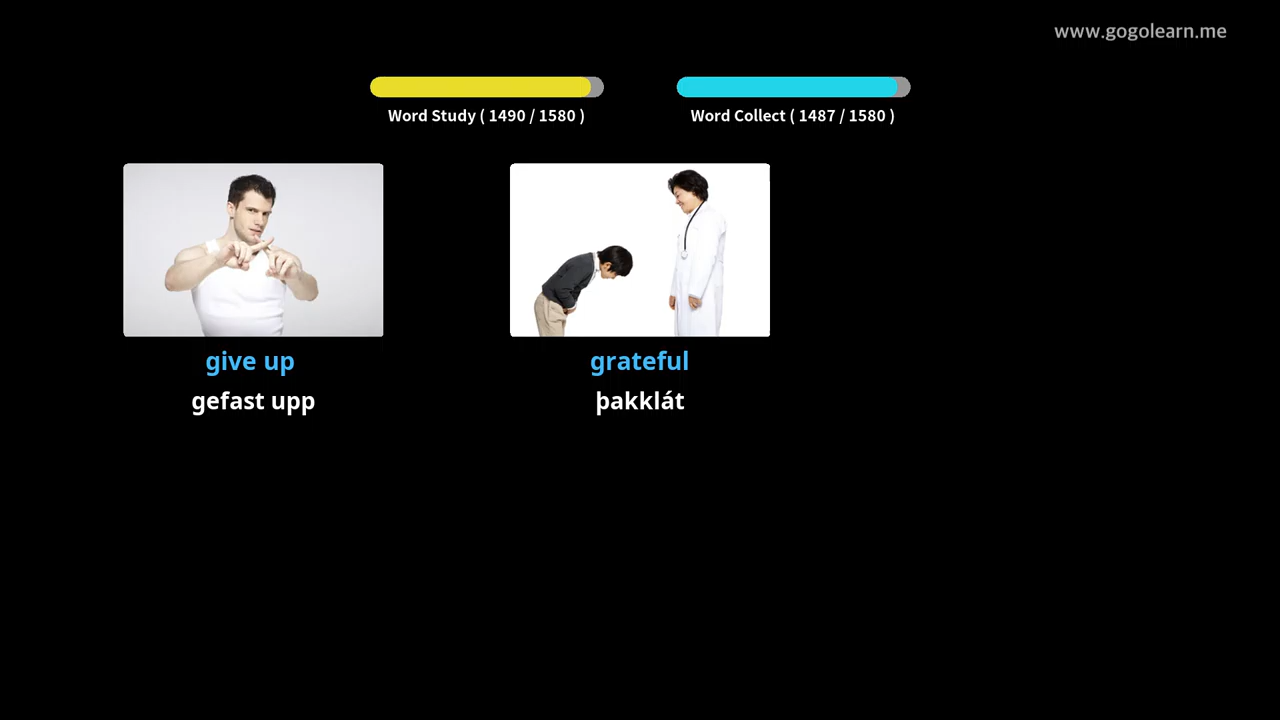 www.gogolearn.me
Word Study ( 1490 / 1580 )
Word Collect ( 1487 / 1580 )
give up
gefast upp
grateful
þakklát